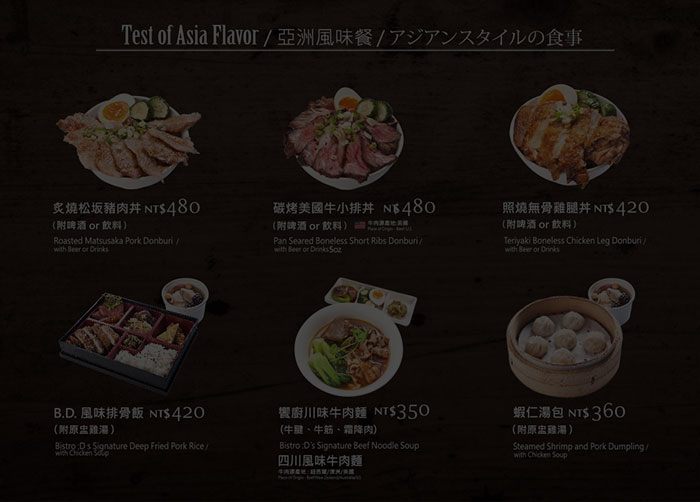 Test of Asia Flavor / 亞洲風味餐 / アジアンスタイルの食事
炙燒松坂豬肉丼 NT$480
(附啤酒 or 飲料)
Roasted Matsusaka Pork Donburi /
with Beer or Drinks
碳烤美國牛小排丼 NT$480
(附啤酒 or 飲料) 牛肉源產地:美國
Place of Origin - Beef:U.S.
Pan Seared Boneless Short Ribs Donburi /
with Beer or Drinks 5oz
照燒無骨雞腿丼 NT$420
(附啤酒 or 飲料)
Teriyaki Boneless Chicken Leg Donburi /
with Beer or Drinks
B.D. 風味排骨飯 NT$420
(附原盅雞湯)
Bistro :D s Signature Deep Fried Pork Rice /
with Chicken Soup
饗廚川味牛肉麵 NT$350
(牛腱、牛筋、霜降肉)
Bistro :D's Signature Beef Noodle Soup
四川風味牛肉麵
牛肉源產地:紐西蘭/澳洲/美國
Place of Origin - Beef:New Zealand/Australia/U.S.
蝦仁湯包 NT$360
(附原盅雞湯)
Steamed Shrimp and Pork Dumpling /
with Chicken Soup